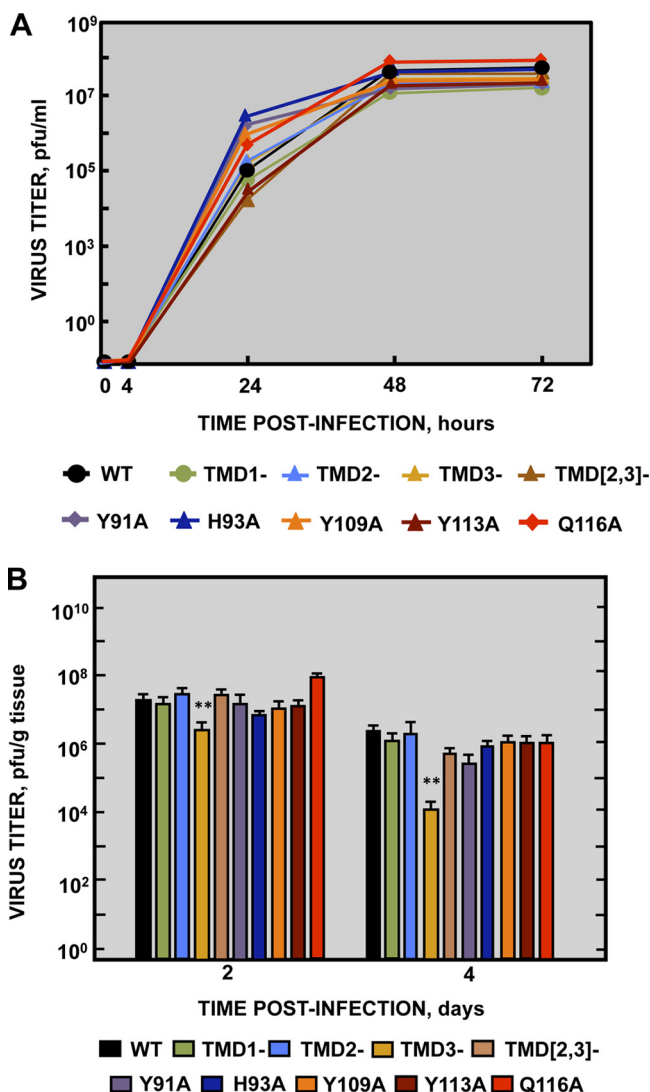 A
10⁹
10⁷
10⁵
10³
10⁰
VIRUS TITER, pfu/ml
0 4 24 48 72
TIME POST-INFECTION, hours
WT TMD1- TMD2- TMD3- TMD[2,3]-
Y91A H93A Y109A Y113A Q116A
B
10¹⁰
10⁸
10⁶
10⁴
10²
10⁰
VIRUS TITER, pfu/g tissue
** **
2 4
TIME POST-INFECTION, days
WT TMD1- TMD2- TMD3- TMD[2,3]-
Y91A H93A Y109A Y113A Q116A